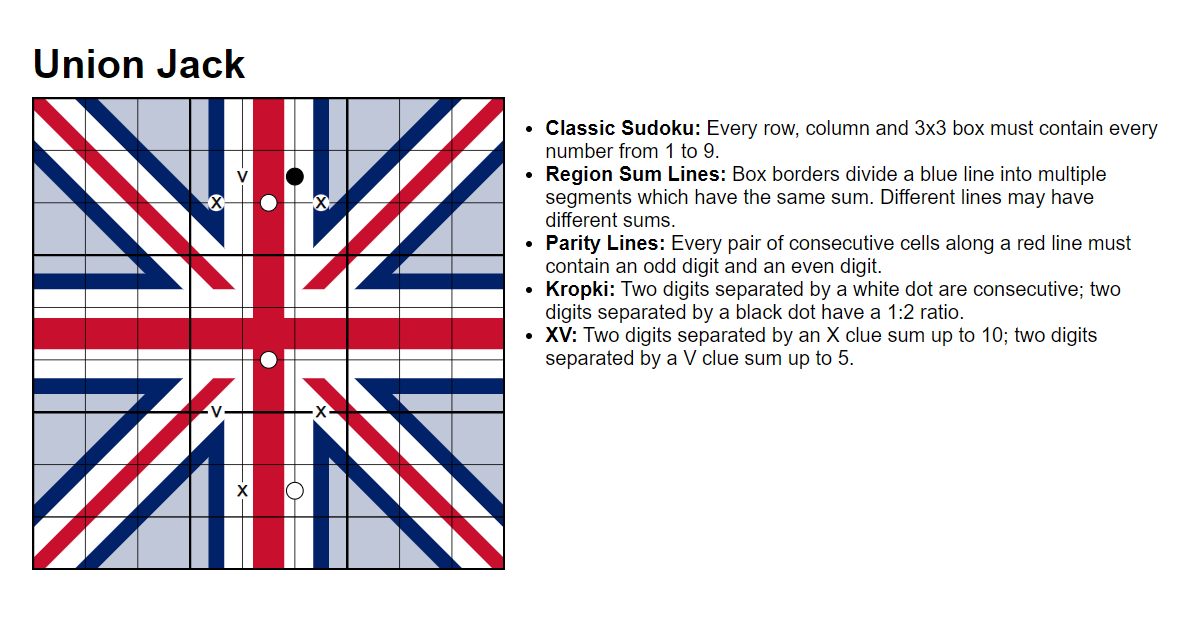 Union Jack
V
X
X
V
X
X
• Classic Sudoku: Every row, column and 3x3 box must contain every
number from 1 to 9.
• Region Sum Lines: Box borders divide a blue line into multiple
segments which have the same sum. Different lines may have
different sums.
• Parity Lines: Every pair of consecutive cells along a red line must
contain an odd digit and an even digit.
• Kropki: Two digits separated by a white dot are consecutive; two
digits separated by a black dot have a 1:2 ratio.
• XV: Two digits separated by an X clue sum up to 10; two digits
separated by a V clue sum up to 5.